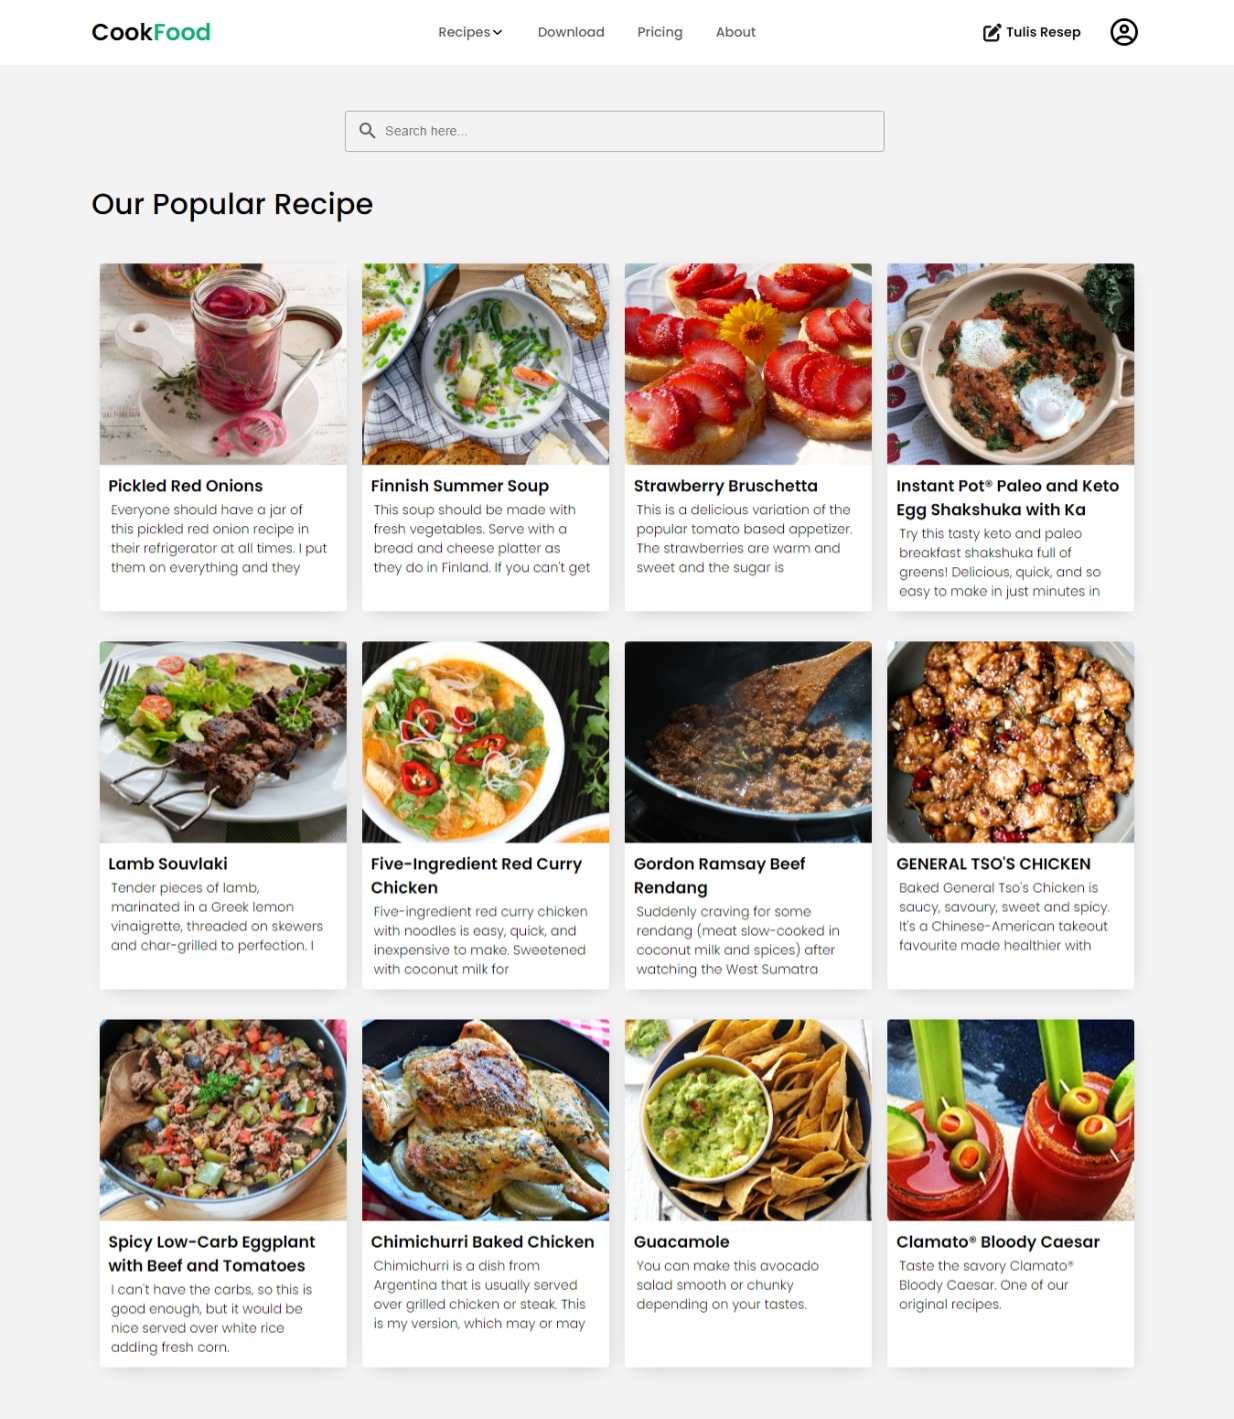 CookFood
Recipes
Download
Pricing
About
Tulis Resep
Search here...
Our Popular Recipe
Pickled Red Onions
Everyone should have a jar of
this pickled red onion recipe in
their refrigerator at all times. I put
them on everything and they
Finnish Summer Soup
This soup should be made with
fresh vegetables. Serve with a
bread and cheese platter as
they do in Finland. If you can't get
Strawberry Bruschetta
This is a delicious variation of the
popular tomato based appetizer.
The strawberries are warm and
sweet and the sugar is
Instant Pot® Paleo and Keto
Egg Shakshuka with Ka
Try this tasty keto and paleo
breakfast shakshuka full of
greens! Delicious, quick, and so
easy to make in just minutes in
Lamb Souvlaki
Tender pieces of lamb,
marinated in a Greek lemon
vinaigrette, threaded on skewers
and char-grilled to perfection. I
Five-Ingredient Red Curry
Chicken
Five-ingredient red curry chicken
with noodles is easy, quick, and
inexpensive to make. Sweetened
with coconut milk for
Gordon Ramsay Beef
Rendang
Suddenly craving for some
rendang (meat slow-cooked in
coconut milk and spices) after
watching the West Sumatra
GENERAL TSO'S CHICKEN
Baked General Tso's Chicken is
saucy, savoury, sweet and spicy.
It's a Chinese-American takeout
favourite made healthier with
Spicy Low-Carb Eggplant
with Beef and Tomatoes
I can't have the carbs, so this is
good enough, but it would be
nice served over white rice
adding fresh corn.
Chimichurri Baked Chicken
Chimichurri is a dish from
Argentina that is usually served
over grilled chicken or steak. This
is my version, which may or may
Guacamole
You can make this avocado
salad smooth or chunky
depending on your tastes.
Clamato® Bloody Caesar
Taste the savory Clamato®
Bloody Caesar. One of our
original recipes.